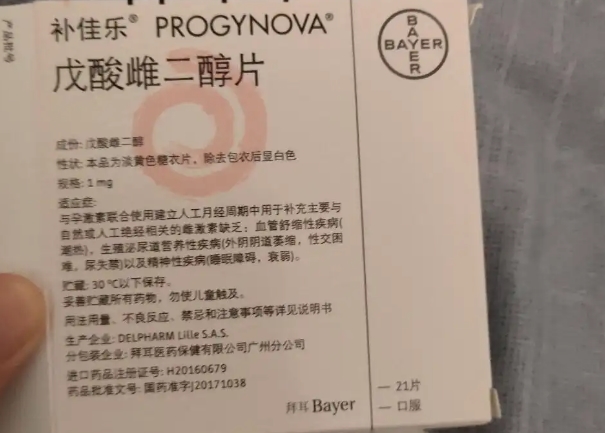 产品批号
补佳乐® PROGYNOVA®
戊酸雌二醇片
BAYER
BAYER
成份: 戊酸雌二醇
性状: 本品为淡黄色糖衣片，除去包衣后显白色
规格: 1 mg
适应症:
与孕激素联合使用建立人工月经周期中用于补充主要与
自然或人工绝经相关的雌激素缺乏：血管舒缩性疾病(
潮热)，生殖泌尿道营养性疾病(外阴阴道萎缩，性交困
难，尿失禁)以及精神性疾病(睡眠障碍，衰弱)。
贮藏: 30 ℃以下保存。
妥善贮藏所有药物，勿使儿童触及。
用法用量、不良反应、禁忌和注意事项等详见说明书
生产企业: DELPHARM Lille S.A.S.
分包装企业: 拜耳医药保健有限公司广州分公司
进口药品注册证号: H20160679
药品批准文号: 国药准字J20171038
拜耳 Bayer
— 21片
— 口服